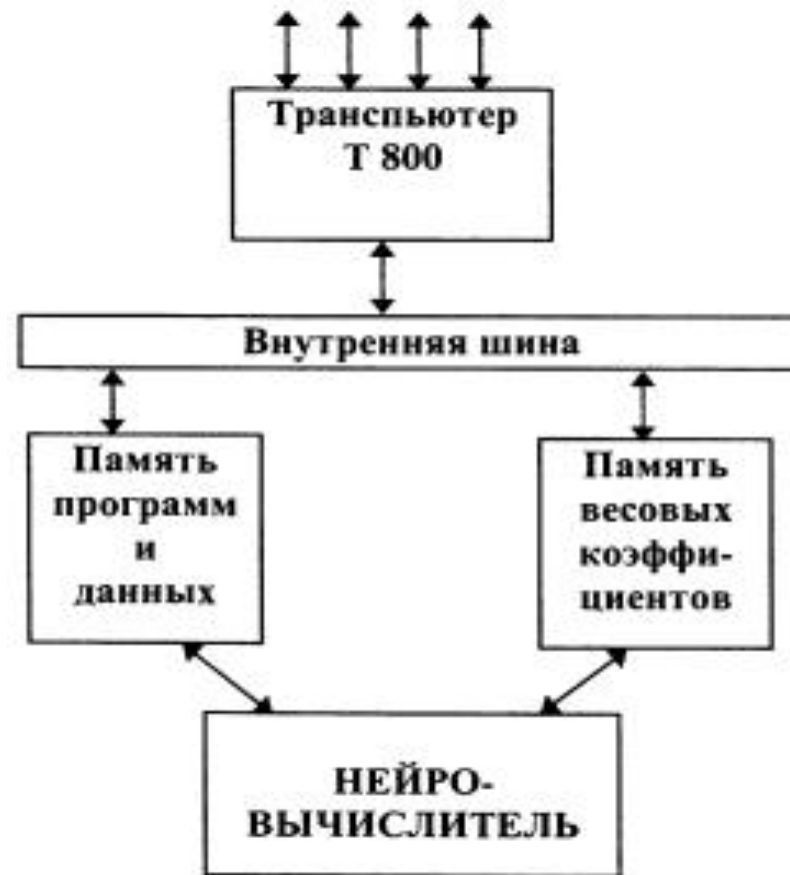 Транспьютер
Т 800
Внутренняя шина
Память
программ
и
данных
Память
весовых
коэффи-
циентов
НЕЙРО-
ВЫЧИСЛИТЕЛЬ